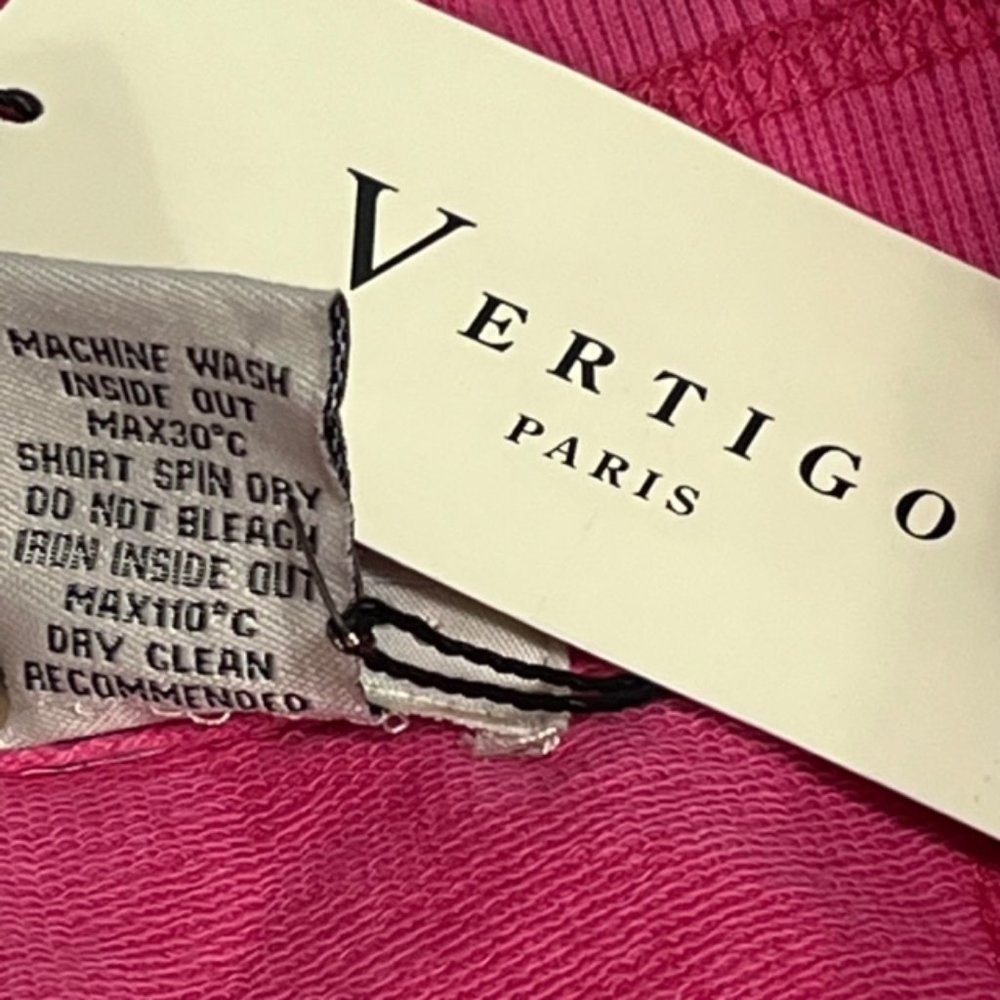 VERTIGO
PARIS
MACHINE WASH
INSIDE OUT
MAX30°C
SHORT SPIN DRY
DO NOT BLEACH
IRON INSIDE OUT
MAX110°C
DRY CLEAN
RECOMMENDED